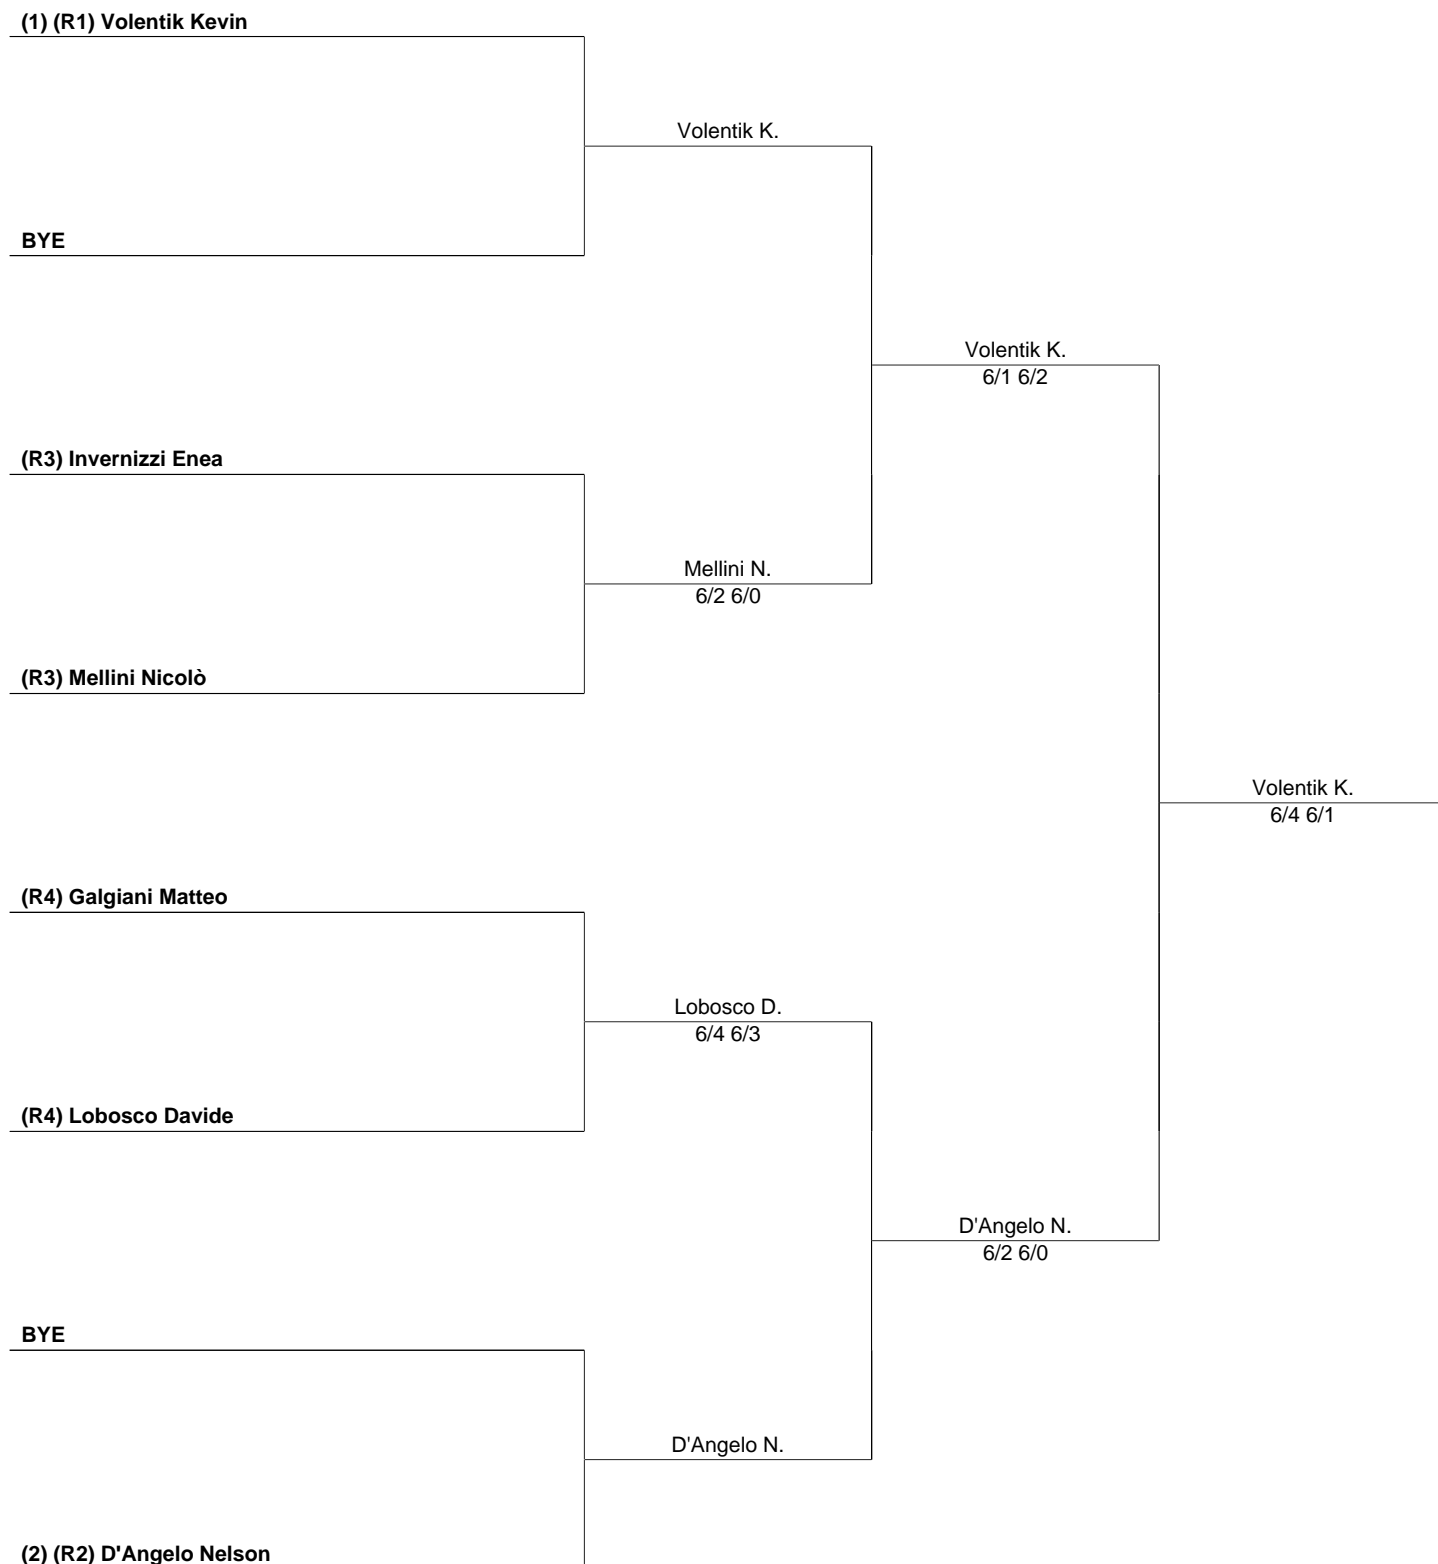 (1) (R1) Volentik Kevin
Volentik K.
BYE
Volentik K.
6/1 6/2
(R3) Invernizzi Enea
Mellini N.
6/2 6/0
(R3) Mellini Nicolò
Volentik K.
6/4 6/1
(R4) Galgiani Matteo
Lobosco D.
6/4 6/3
(R4) Lobosco Davide
D'Angelo N.
6/2 6/0
BYE
D'Angelo N.
(2) (R2) D'Angelo Nelson